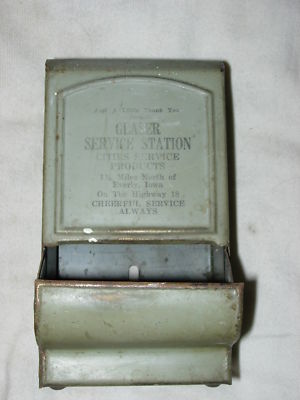 Just A Little Thank You
From
GLASER
SERVICE STATION
CITIES SERVICE
PRODUCTS
1½ Miles North of
Everly, Iowa
On The Highway 18
CHEERFUL SERVICE
ALWAYS